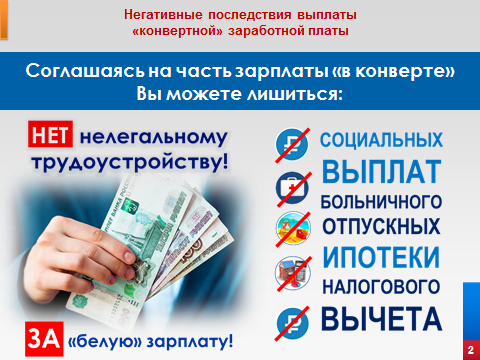 Негативные последствия выплаты
«конвертной» заработной платы
Соглашаясь на часть зарплаты «в конверте»
Вы можете лишиться:
НЕТ нелегальному
трудоустройству!
СОЦИАЛЬНЫХ
ВЫПЛАТ
БОЛЬНИЧНОГО
ОТПУСКНЫХ
ИПОТЕКИ
НАЛОГОВОГО
ВЫЧЕТА
ЗА «белую» зарплату!
2